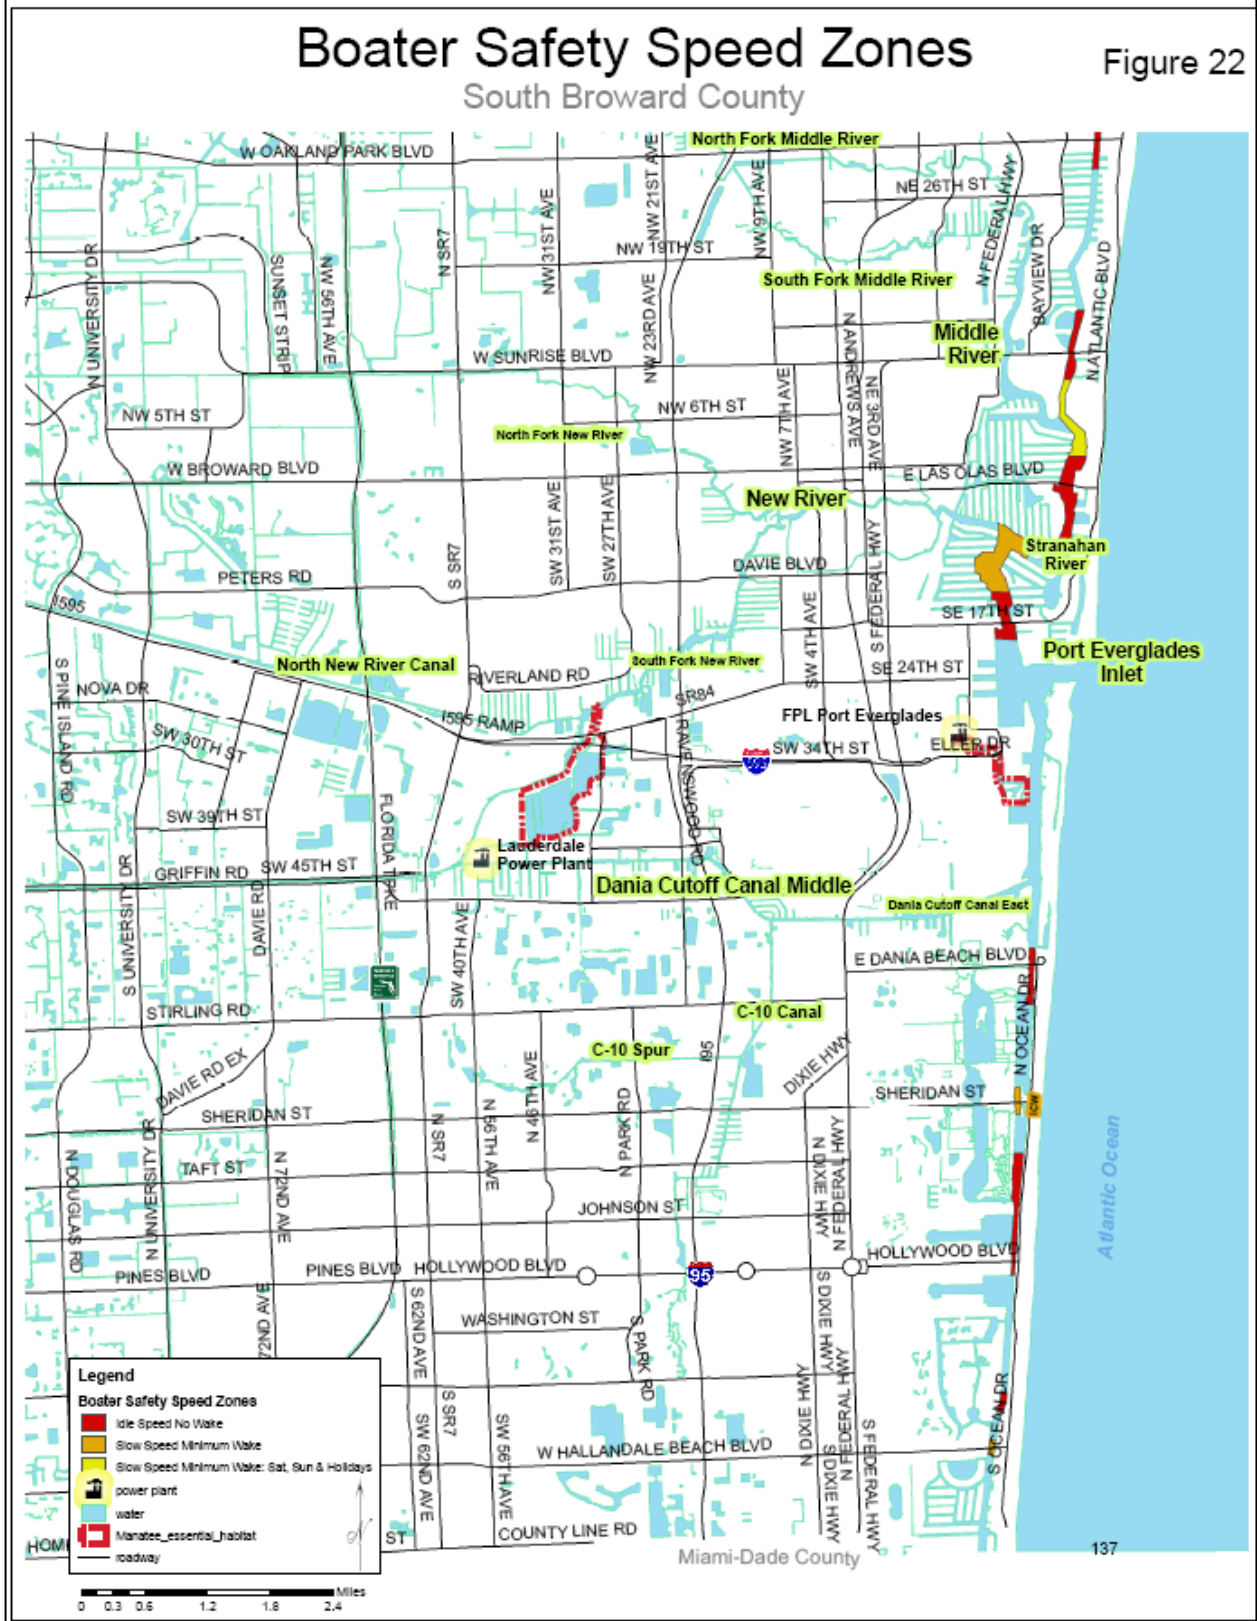 Boater Safety Speed Zones
Figure 22
South Broward County
North Fork Middle River
W OAKLAND PARK BLVD
NW 21ST AVE
NW 9TH AVE
NE 26TH ST
N FEDERAL HWY
NW 31ST AVE
N SR7
NW 19TH ST
BAYVIEW DR
N ATLANTIC BLVD
N UNIVERSITY DR
SUNSET STRIP
NW 56TH AVE
NW 23RD AVE
South Fork Middle River
Middle
River
N ANDREWS AVE
W SUNRISE BLVD
NW 7TH AVE
NE 3RD AVE
NW 5TH ST
NW 6TH ST
North Fork New River
W BROWARD BLVD
E LAS OLAS BLVD
New River
SW 31ST AVE
SW 27TH AVE
S SR7
S FEDERAL HWY
Stranahan
River
PETERS RD
DAVIE BLVD
I595
SE 17TH ST
SW 4TH AVE
Port Everglades
Inlet
North New River Canal
South Fork New River
SE 24TH ST
S PINE ISLAND RD
NOVA DR
RIVERLAND RD
SR84
I595 RAMP
FPL Port Everglades
SW 30TH ST
RAVENSWOOD RD
SW 34TH ST
ELLER DR
595
SW 39TH ST
FLORIDA TPKE
Lauderdale
Power Plant
GRIFFIN RD
SW 45TH ST
Dania Cutoff Canal Middle
Dania Cutoff Canal East
S UNIVERSITY DR
DAVIE RD
SW 40TH AVE
E DANIA BEACH BLVD
N OCEAN DR
STIRLING RD
C-10 Canal
C-10 Spur
I95
DIXIE HWY
DAVIE RD EX
SHERIDAN ST
SHERIDAN ST
ICW
N 46TH AVE
N PARK RD
N 56TH AVE
N SR7
Atlantic Ocean
TAFT ST
N DOUGLAS RD
N UNIVERSITY DR
N 72ND AVE
JOHNSON ST
N DIXIE HWY
N FEDERAL HWY
HOLLYWOOD BLVD
PINES BLVD
PINES BLVD
HOLLYWOOD BLVD
95
72ND AVE
S 62ND AVE
WASHINGTON ST
S PARK RD
S DIXIE HWY
N FEDERAL HWY
N DIXIE HWY
S OCEAN DR
S SR7
SW 62ND AVE
SW 56TH AVE
W HALLANDALE BEACH BLVD
S DIXIE HWY
S FEDERAL HWY
COUNTY LINE RD
ST
Miami-Dade County
137
Legend
Boater Safety Speed Zones
Idle Speed No Wake
Slow Speed Minimum Wake
Slow Speed Minimum Wake: Sat, Sun & Holidays
power plant
water
Manatee_essential_habitat
roadway
N
HOM
Miles
0 0.3 0.6 1.2 1.8 2.4